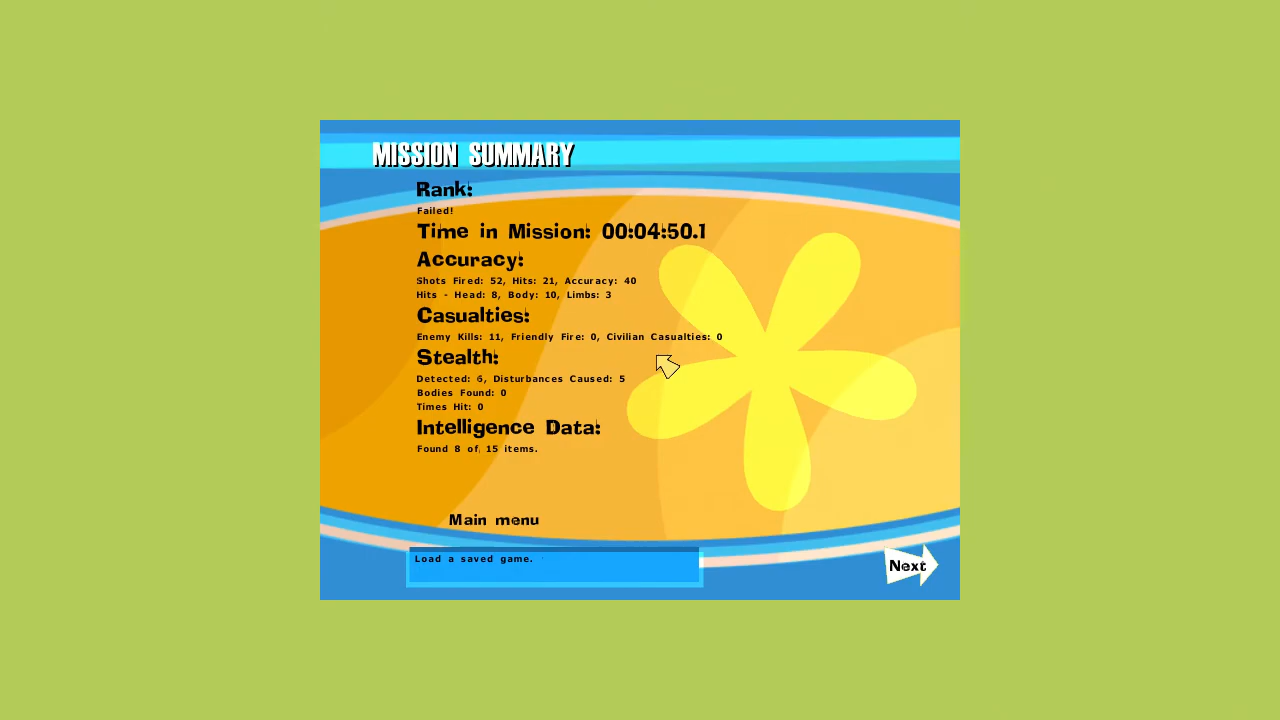 MISSION SUMMARY
Rank:
Failed!
Time in Mission: 00:04:50.1
Accuracy:
Shots Fired: 52, Hits: 21, Accuracy: 40
Hits - Head: 8, Body: 10, Limbs: 3
Casualties:
Enemy Kills: 11, Friendly Fire: 0, Civilian Casualties: 0
Stealth:
Detected: 6, Disturbances Caused: 5
Bodies Found: 0
Times Hit: 0
Intelligence Data:
Found 8 of 15 items.
Main menu
Load a saved game.
Next